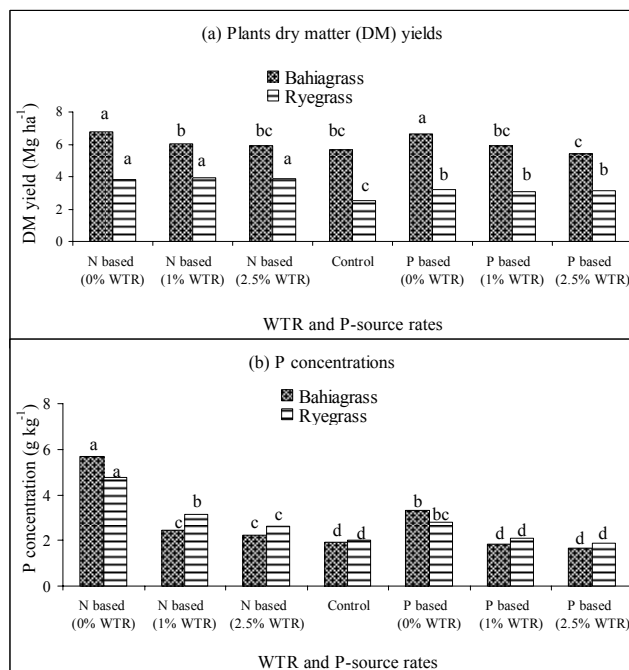 (a) Plants dry matter (DM) yields
Bahiagrass
Ryegrass
DM yield (Mg ha⁻¹)
8
6
4
2
0
a a b a bc a bc c a b bc b c b
N based N based N based Control P based P based P based
(0% WTR) (1% WTR) (2.5% WTR) (0% WTR) (1% WTR) (2.5% WTR)
WTR and P-source rates
(b) P concentrations
Bahiagrass
Ryegrass
P concentration (g kg⁻¹)
8
6
4
2
0
a a c b c c d d b bc d d d d
N based N based N based Control P based P based P based
(0% WTR) (1% WTR) (2.5% WTR) (0% WTR) (1% WTR) (2.5% WTR)
WTR and P-source rates